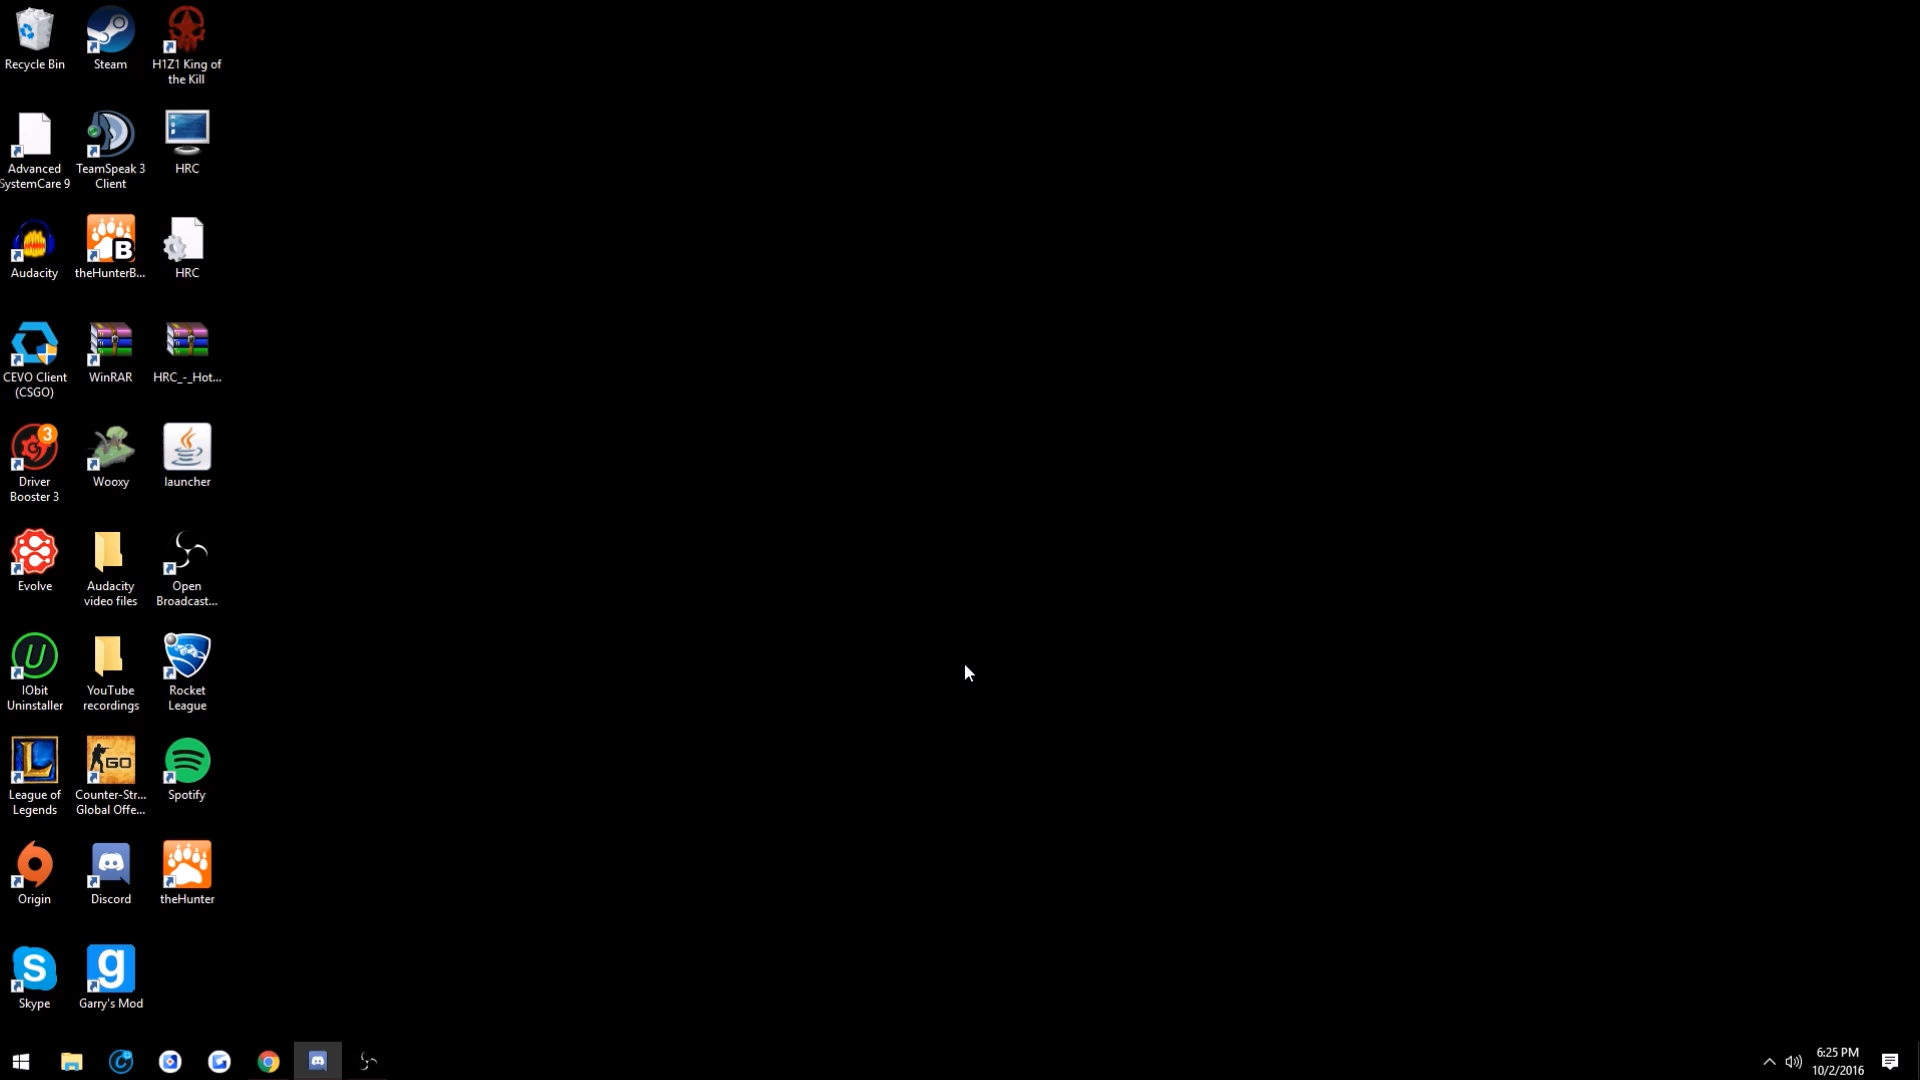 Recycle Bin
Steam
H1Z1 King of
the Kill
Advanced
SystemCare 9
TeamSpeak 3
Client
HRC
Audacity
B
theHunterB...
HRC
CEVO Client
(CSGO)
WinRAR
HRC_-_Hot...
3
Driver
Booster 3
Wooxy
launcher
Evolve
Audacity
video files
Open
Broadcast...
U
IObit
Uninstaller
YouTube
recordings
Rocket
League
L
League of
Legends
GO
Counter-Str...
Global Offe...
Spotify
Origin
Discord
theHunter
S
Skype
g
Garry's Mod
6:25 PM
10/2/2016